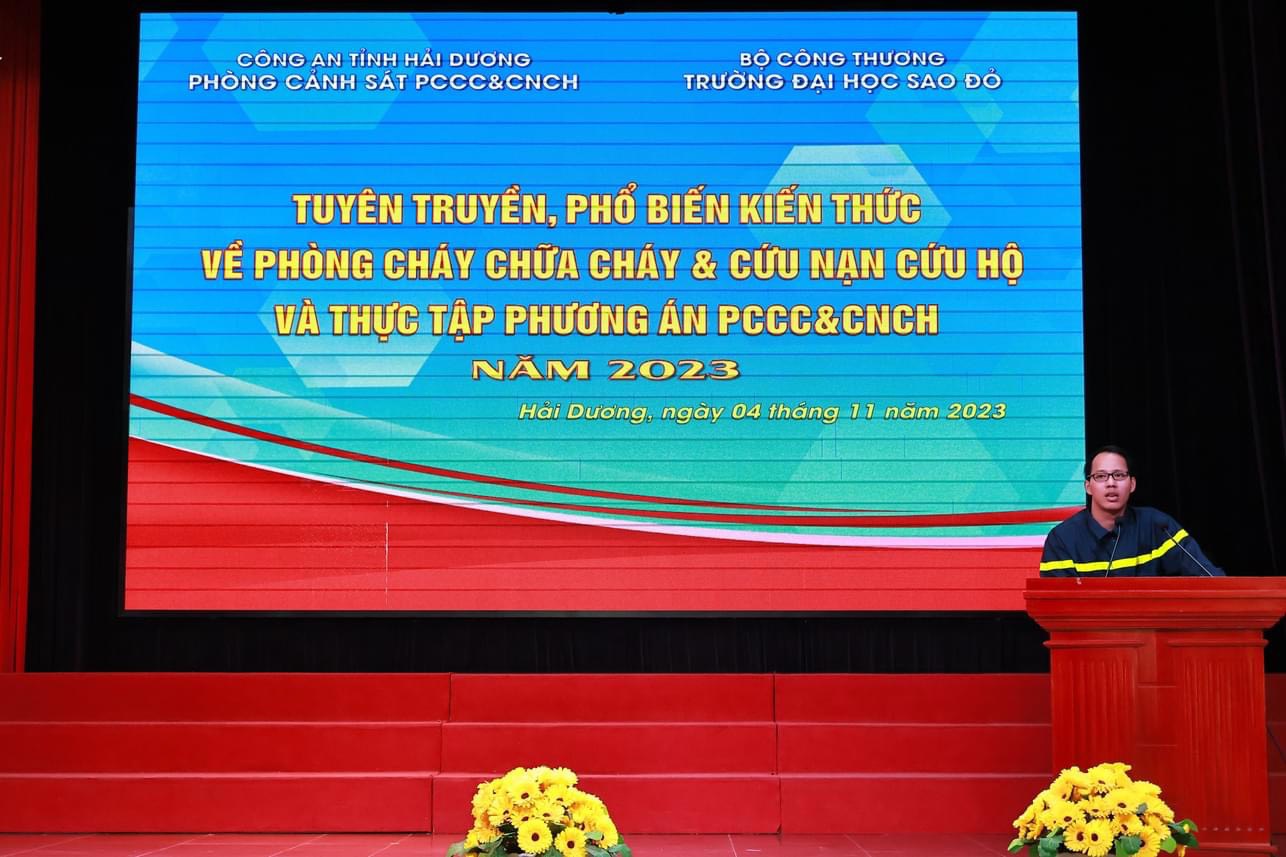 CÔNG AN TỈNH HẢI DƯƠNG
PHÒNG CẢNH SÁT PCCC&CNCH
BỘ CÔNG THƯƠNG
TRƯỜNG ĐẠI HỌC SAO ĐỎ
TUYÊN TRUYỀN, PHỔ BIẾN KIẾN THỨC
VỀ PHÒNG CHÁY CHỮA CHÁY & CỨU NẠN CỨU HỘ
VÀ THỰC TẬP PHƯƠNG ÁN PCCC&CNCH
NĂM 2023
Hải Dương, ngày 04 tháng 11 năm 2023